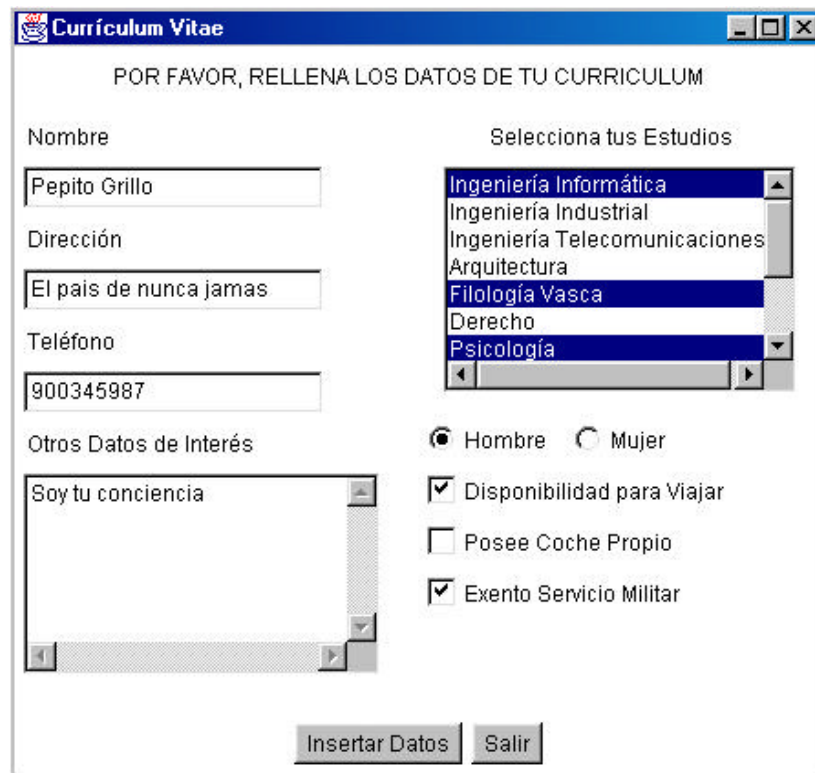 Currículum Vitae
POR FAVOR, RELLENA LOS DATOS DE TU CURRICULUM
Nombre
Pepito Grillo
Dirección
El pais de nunca jamas
Teléfono
900345987
Otros Datos de Interés
Soy tu conciencia
Selecciona tus Estudios
Ingeniería Informática
Ingeniería Industrial
Ingeniería Telecomunicaciones
Arquitectura
Filología Vasca
Derecho
Psicología
Hombre Mujer
Disponibilidad para Viajar
Posee Coche Propio
Exento Servicio Militar
Insertar Datos Salir